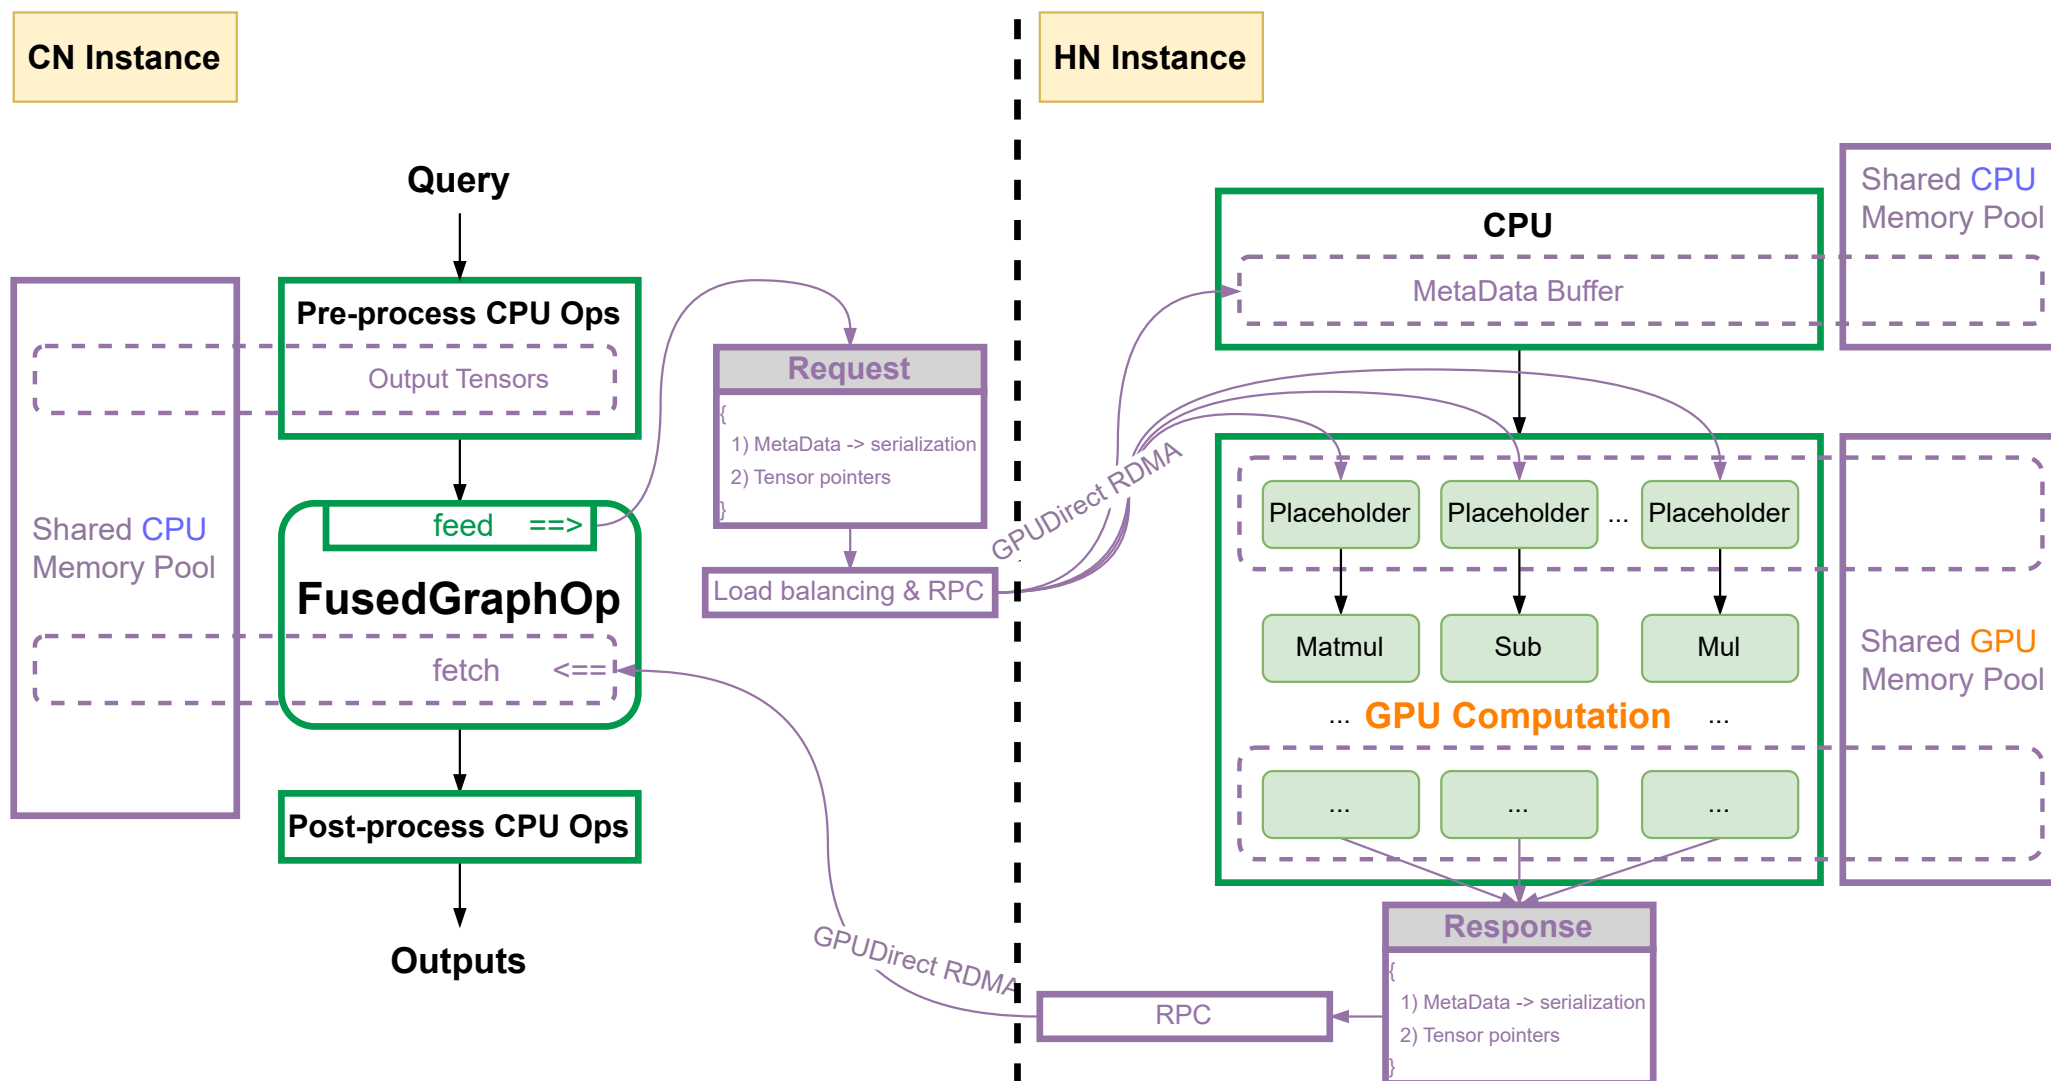 CN Instance
HN Instance
Query
Pre-process CPU Ops
Output Tensors
Shared CPU
Memory Pool
feed ==>
FusedGraphOp
fetch <==
Post-process CPU Ops
Outputs
Request
{
1) MetaData -> serialization
2) Tensor pointers
}
Load balancing & RPC
GPUDirect RDMA
GPUDirect RDMA
CPU
MetaData Buffer
Shared CPU
Memory Pool
Placeholder
Placeholder
...
Placeholder
Matmul
Sub
Mul
...
GPU Computation
...
...
...
...
Shared GPU
Memory Pool
Response
{
1) MetaData -> serialization
2) Tensor pointers
}
RPC